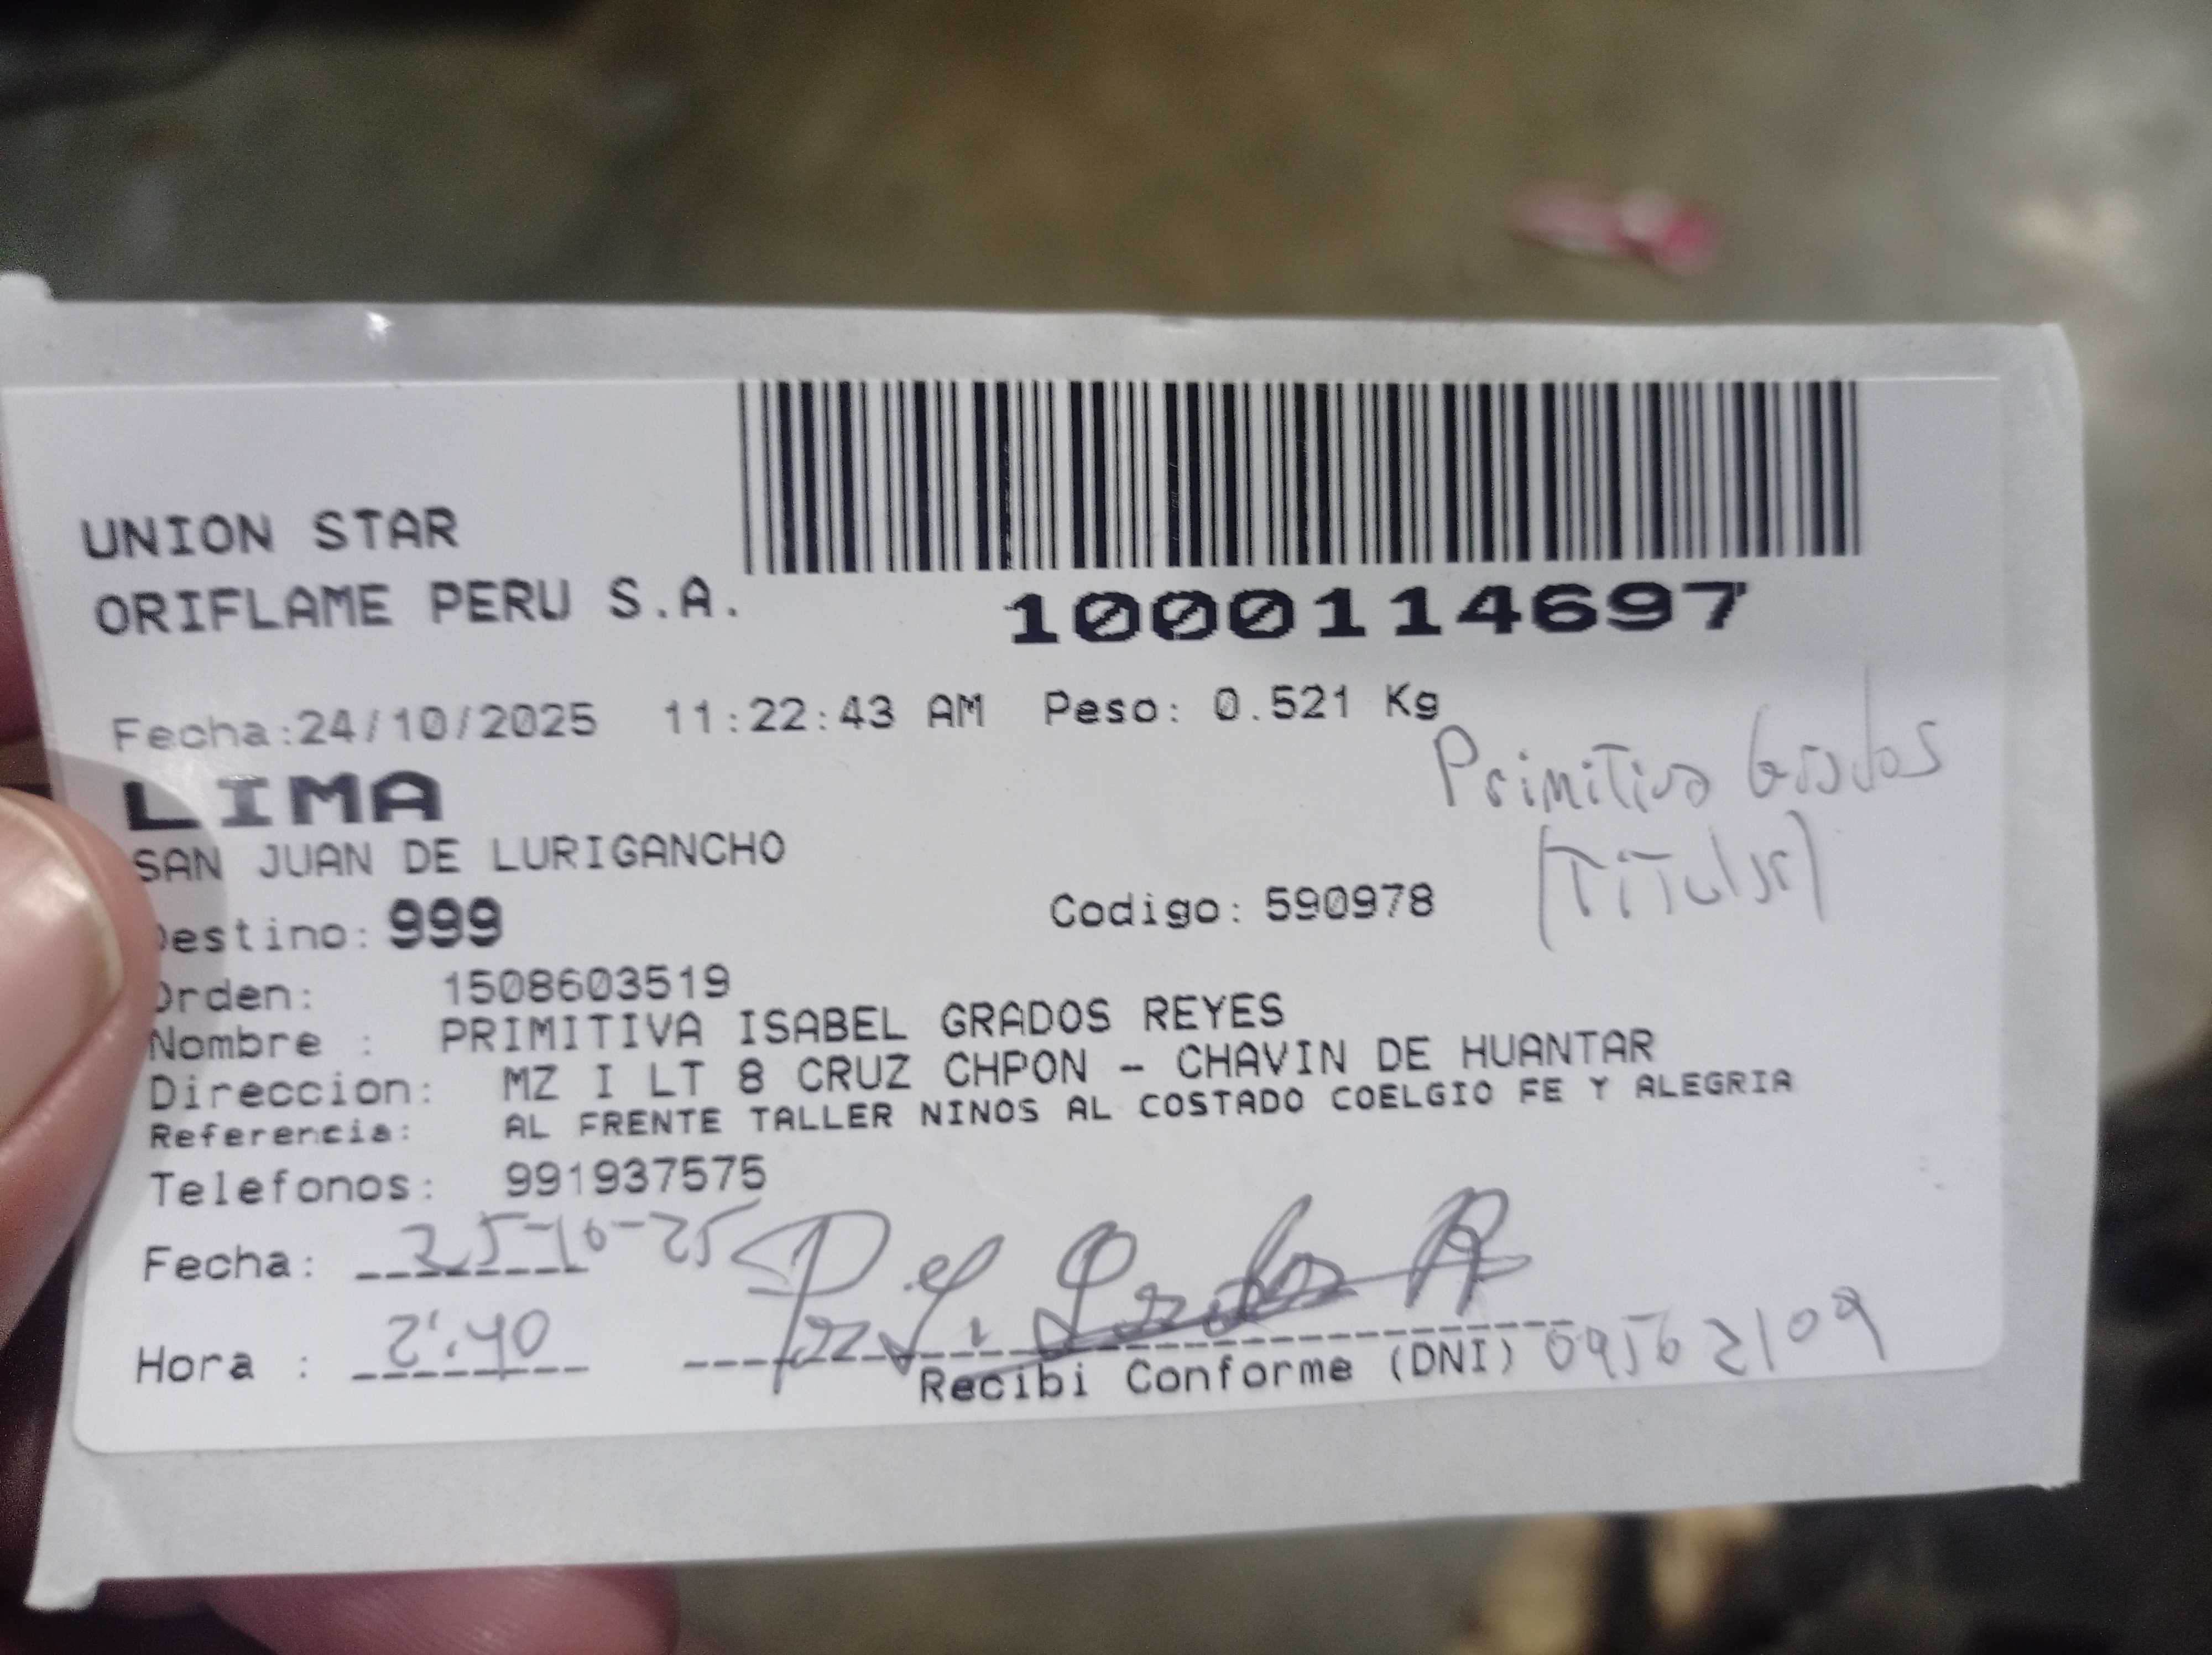 UNION STAR
ORIFLAME PERU S.A.
1000114697
Fecha:24/10/2025 11:22:43 AM Peso: 0.521 Kg
Primitiva Grados
(Titular)
LIMA
SAN JUAN DE LURIGANCHO
Destino: 999 Codigo: 590978
Orden: 1508603519
Nombre : PRIMITIVA ISABEL GRADOS REYES
Direccion: MZ I LT 8 CRUZ CHPON - CHAVIN DE HUANTAR
Referencia: AL FRENTE TALLER NINOS AL COSTADO COELGIO FE Y ALEGRIA
Telefonos: 991937575
Fecha: 25-10-25
Hora : 2:40
Recibi Conforme (DNI) 09562109